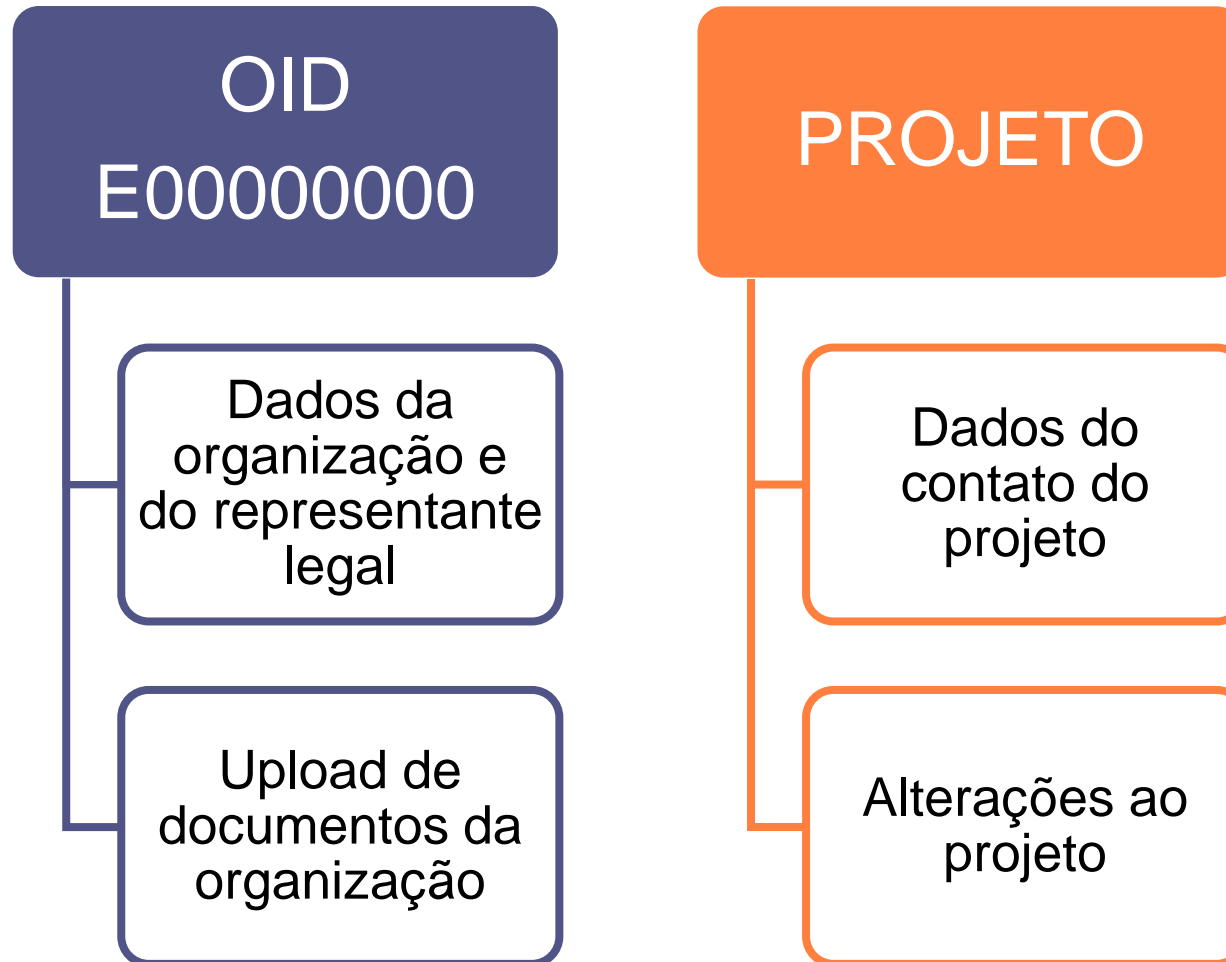 OID
E00000000
Dados da
organização e
do representante
legal
Upload de
documentos da
organização
PROJETO
Dados do
contato do
projeto
Alterações ao
projeto